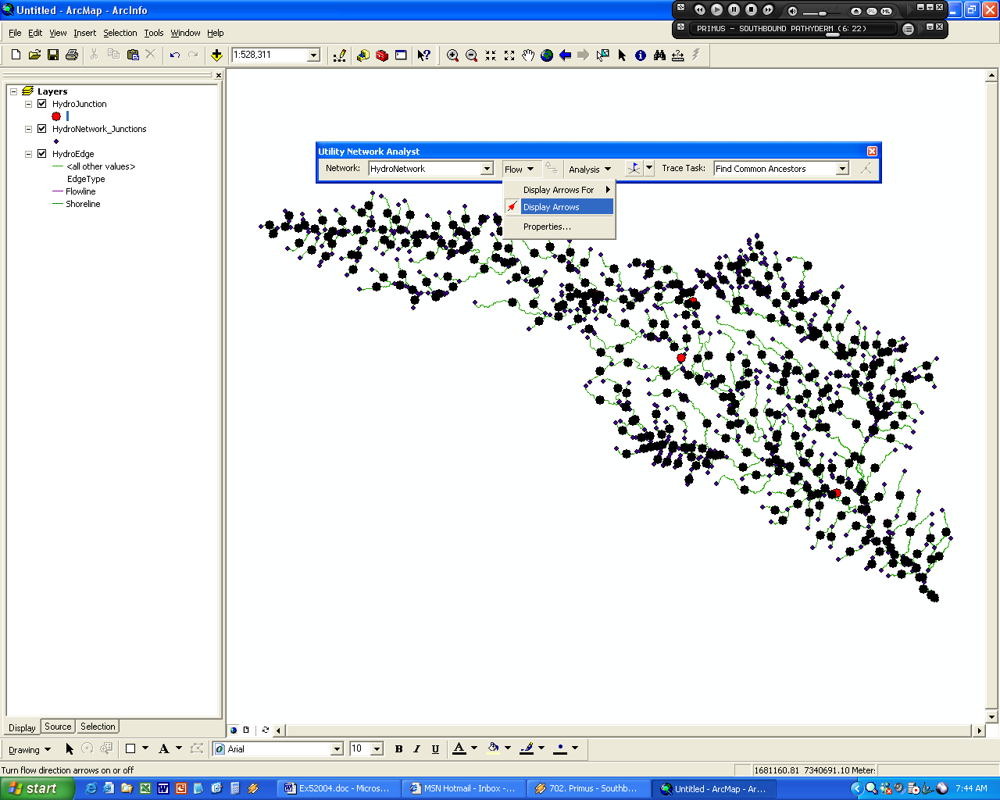 Untitled - ArcMap - ArcInfo
PL
ML
PRIMUS - SOUTHBOUND PATHYDERM (6:22)
File Edit View Insert Selection Tools Window Help
1:528,311
Layers
HydroJunction
HydroNetwork_Junctions
HydroEdge
<all other values>
EdgeType
Flowline
Shoreline
Utility Network Analyst
Network: HydroNetwork Flow Analysis Trace Task: Find Common Ancestors
Display Arrows For
Display Arrows
Properties...
Display Source Selection
Drawing A Arial 10 B I U A
Turn flow direction arrows on or off
1681160.81 7340691.10 Meters
start
Ex52004.doc - Micros...
MSN Hotmail - Inbox -...
702. Primus - Southb...
Untitled - ArcMap - Ar...
7:44 AM